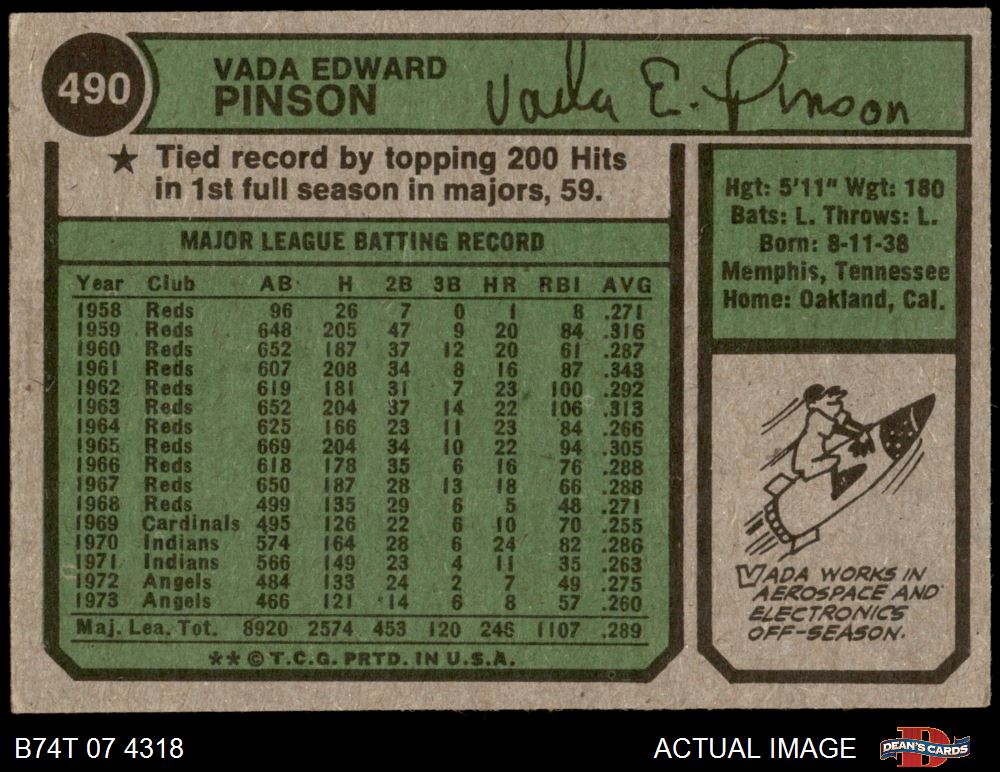 490
VADA EDWARD
PINSON
Vada E. Pinson
★ Tied record by topping 200 Hits
in 1st full season in majors, 59.
MAJOR LEAGUE BATTING RECORD
Year Club AB H 2B 3B HR RBI AVG
1958 Reds 96 26 7 0 1 8 .271
1959 Reds 648 205 47 9 20 84 .316
1960 Reds 652 187 37 12 20 61 .287
1961 Reds 607 208 34 8 16 87 .343
1962 Reds 619 181 31 7 23 100 .292
1963 Reds 652 204 37 14 22 106 .313
1964 Reds 625 166 23 11 23 84 .266
1965 Reds 669 204 34 10 22 94 .305
1966 Reds 618 178 35 6 16 76 .288
1967 Reds 650 187 28 13 18 66 .288
1968 Reds 499 135 29 6 5 48 .271
1969 Cardinals 495 126 22 6 10 70 .255
1970 Indians 574 164 28 6 24 82 .286
1971 Indians 566 149 23 4 11 35 .263
1972 Angels 484 133 24 2 7 49 .275
1973 Angels 466 121 14 6 8 57 .260
Maj. Lea. Tot. 8920 2574 453 120 246 1107 .289
** © T.C.G. PRTD. IN U.S.A.
Hgt: 5'11" Wgt: 180
Bats: L. Throws: L.
Born: 8-11-38
Memphis, Tennessee
Home: Oakland, Cal.
VADA WORKS IN
AEROSPACE AND
ELECTRONICS
OFF-SEASON.
B74T 07 4318
ACTUAL IMAGE
D
DEAN'S CARDS